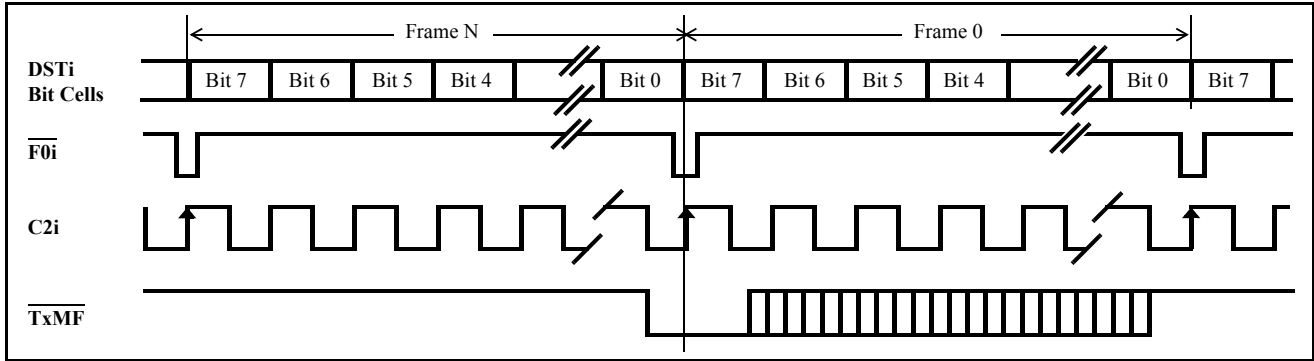 Frame N Frame 0
DSTi Bit 7 Bit 6 Bit 5 Bit 4 Bit 0 Bit 7 Bit 6 Bit 5 Bit 4 Bit 0 Bit 7
Bit Cells
F0i
C2i
TxMF